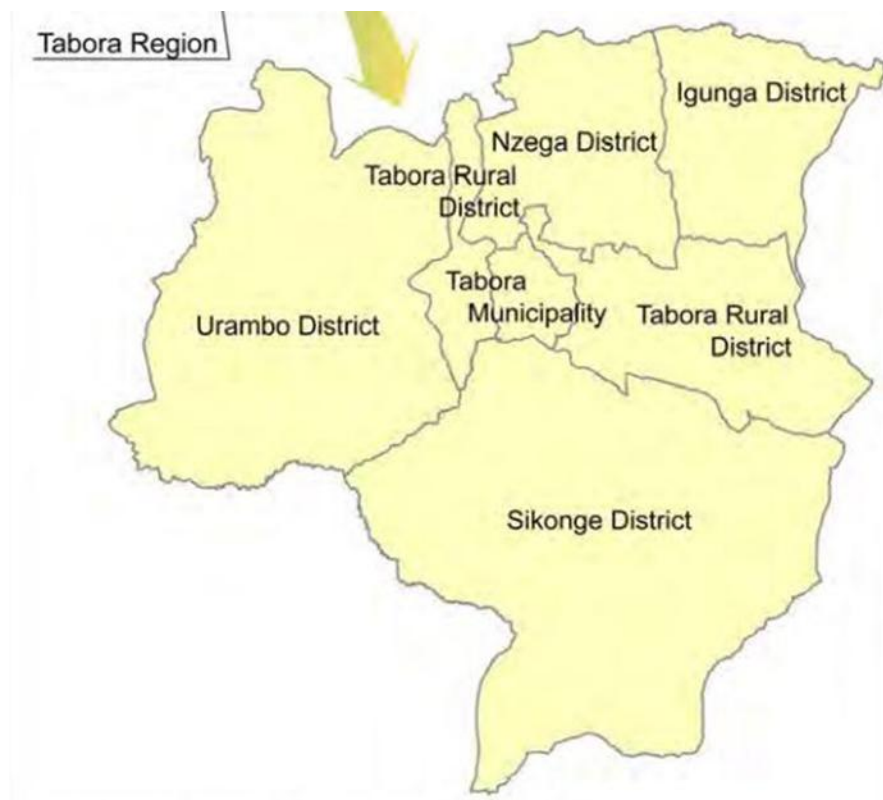 Tabora Region
Igunga District
Nzega District
Tabora Rural
District
Tabora
Municipality
Urambo District
Tabora Rural
District
Sikonge District